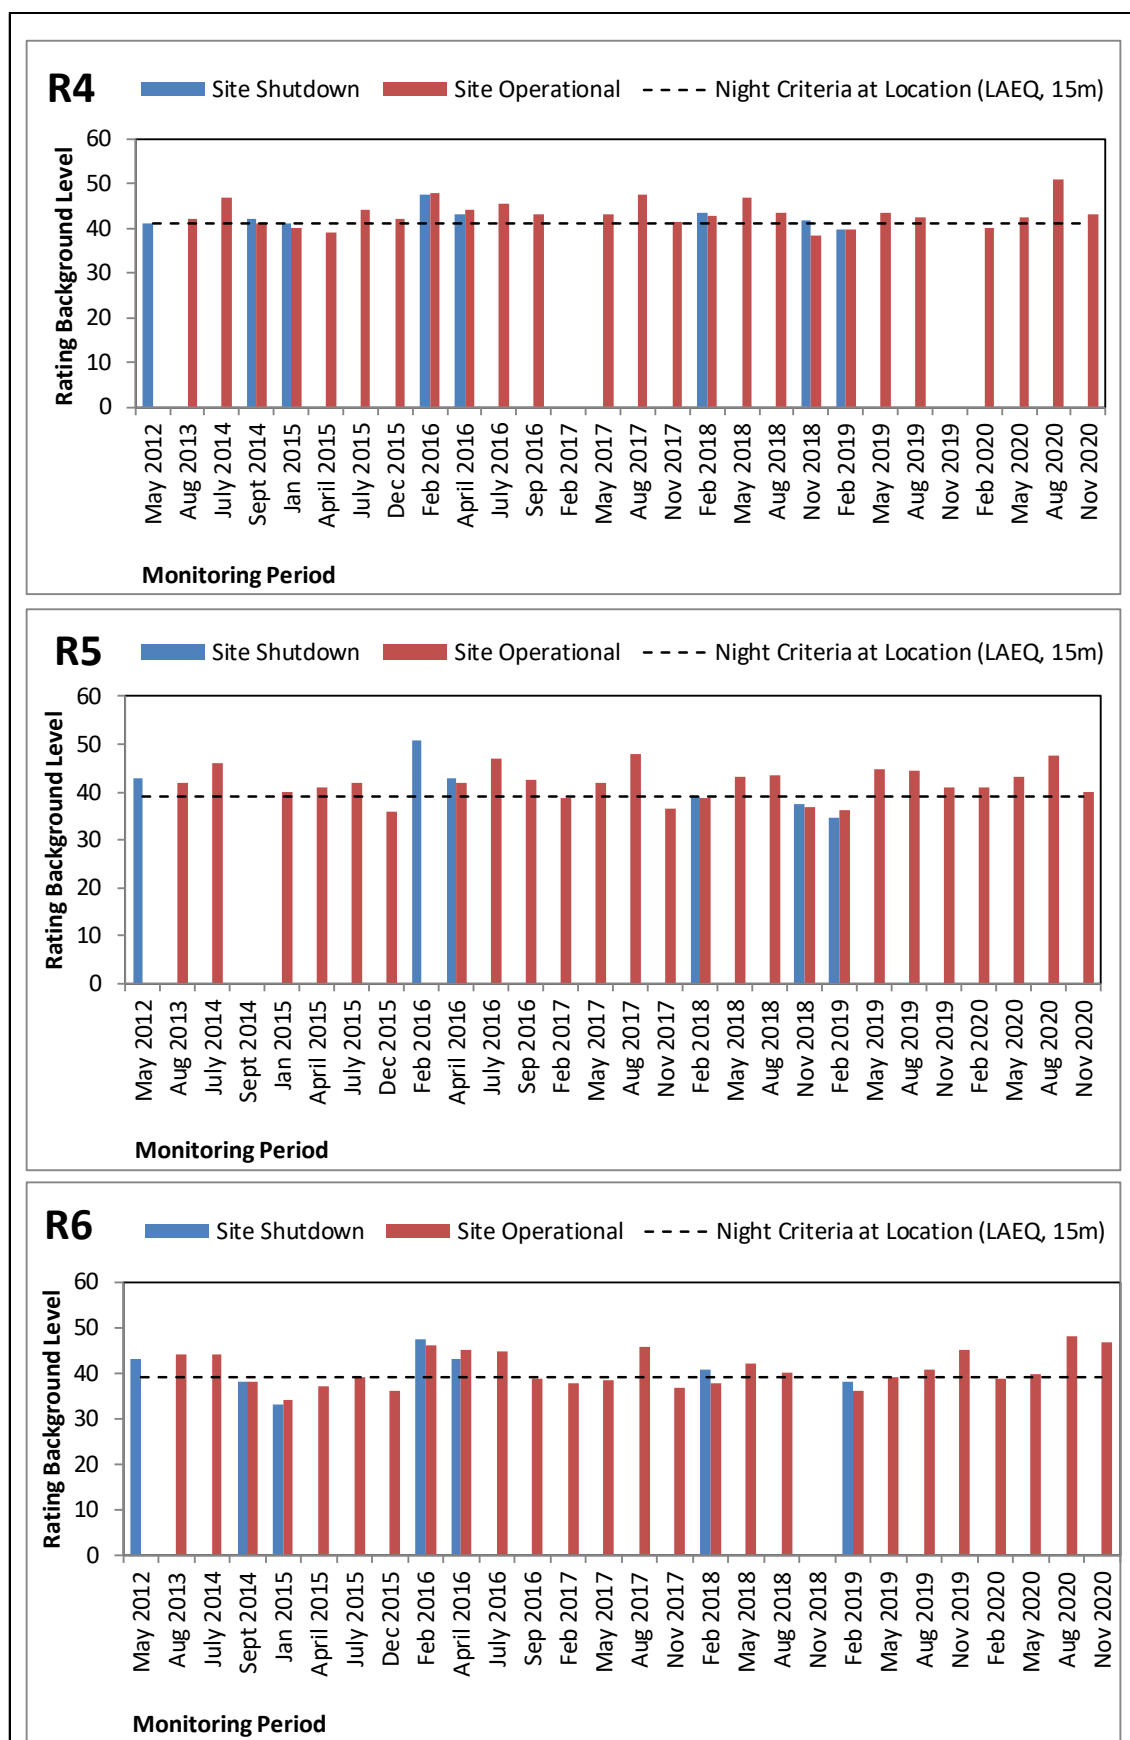 R4
Site Shutdown Site Operational Night Criteria at Location (LAEQ, 15m)
Rating Background Level
60
50
40
30
20
10
0
May 2012
Aug 2013
July 2014
Sept 2014
Jan 2015
April 2015
July 2015
Dec 2015
Feb 2016
April 2016
July 2016
Sep 2016
Feb 2017
May 2017
Aug 2017
Nov 2017
Feb 2018
May 2018
Aug 2018
Nov 2018
Feb 2019
May 2019
Aug 2019
Nov 2019
Feb 2020
May 2020
Aug 2020
Nov 2020
Monitoring Period
R5
Site Shutdown Site Operational Night Criteria at Location (LAEQ, 15m)
Rating Background Level
60
50
40
30
20
10
0
May 2012
Aug 2013
July 2014
Sept 2014
Jan 2015
April 2015
July 2015
Dec 2015
Feb 2016
April 2016
July 2016
Sep 2016
Feb 2017
May 2017
Aug 2017
Nov 2017
Feb 2018
May 2018
Aug 2018
Nov 2018
Feb 2019
May 2019
Aug 2019
Nov 2019
Feb 2020
May 2020
Aug 2020
Nov 2020
Monitoring Period
R6
Site Shutdown Site Operational Night Criteria at Location (LAEQ, 15m)
Rating Background Level
60
50
40
30
20
10
0
May 2012
Aug 2013
July 2014
Sept 2014
Jan 2015
April 2015
July 2015
Dec 2015
Feb 2016
April 2016
July 2016
Sep 2016
Feb 2017
May 2017
Aug 2017
Nov 2017
Feb 2018
May 2018
Aug 2018
Nov 2018
Feb 2019
May 2019
Aug 2019
Nov 2019
Feb 2020
May 2020
Aug 2020
Nov 2020
Monitoring Period